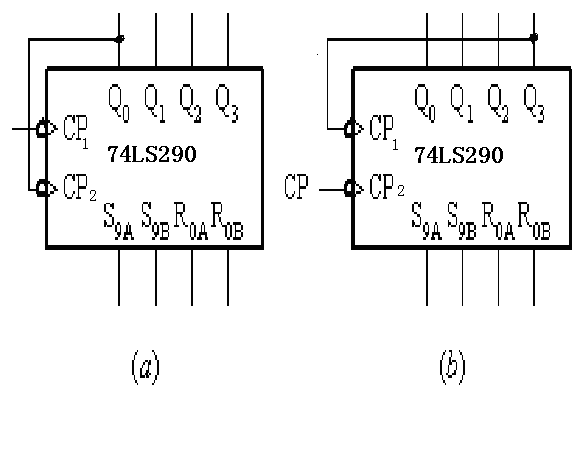 Q0 Q1 Q2 Q3
CP1
74LS290
CP2
S9A S9B R0A R0B
(a)
Q0 Q1 Q2 Q3
CP1
74LS290
CP CP2
S9A S9B R0A R0B
(b)